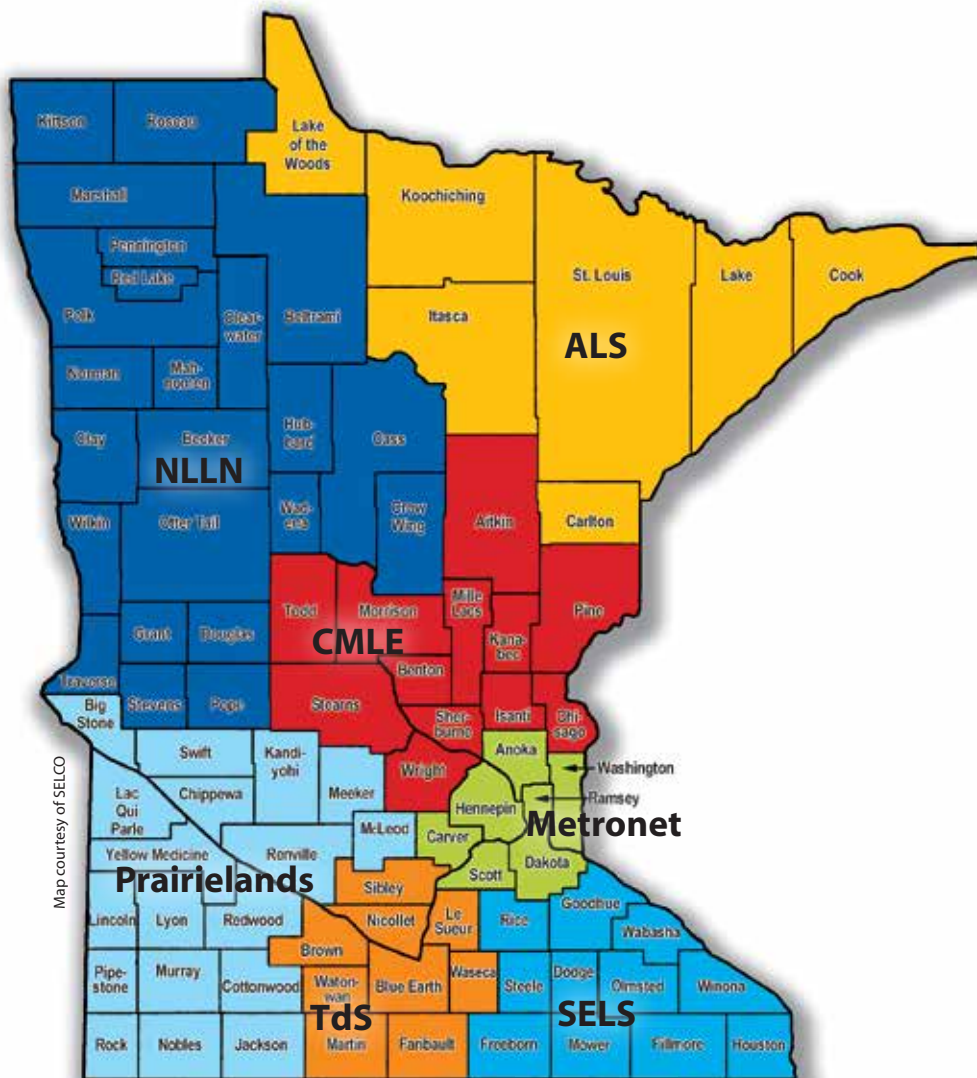 Kittson
Roseau
Lake
of the
Woods
Koochiching
Marshall
St. Louis
Lake
Cook
Pennington
Red Lake
Polk
Clear-
water
Beltrami
Itasca
ALS
Norman
Mah-
nomen
Hub-
bard
Cass
Clay
Becker
NLLN
Wilkin
Otter Tail
Wad-
ena
Crow
Wing
Aitkin
Carlton
Todd
Morrison
Mille
Lacs
Kana-
bec
Pine
Grant
Douglas
CMLE
Benton
Traverse
Stevens
Pope
Stearns
Sher-
burne
Isanti
Chi-
sago
Big
Stone
Swift
Kandi-
yohi
Anoka
Washington
Lac
Qui
Parle
Chippewa
Meeker
Wright
Hennepin
Ramsey
Metronet
McLeod
Carver
Yellow Medicine
Renville
Scott
Dakota
Prairielands
Sibley
Lincoln
Lyon
Redwood
Nicollet
Le
Sueur
Rice
Goodhue
Wabasha
Brown
Pipe-
stone
Murray
Cottonwood
Waton-
wan
Blue Earth
Waseca
Steele
Dodge
Olmsted
Winona
TdS
SELS
Rock
Nobles
Jackson
Martin
Faribault
Freeborn
Mower
Fillmore
Houston
Map courtesy of SELCO